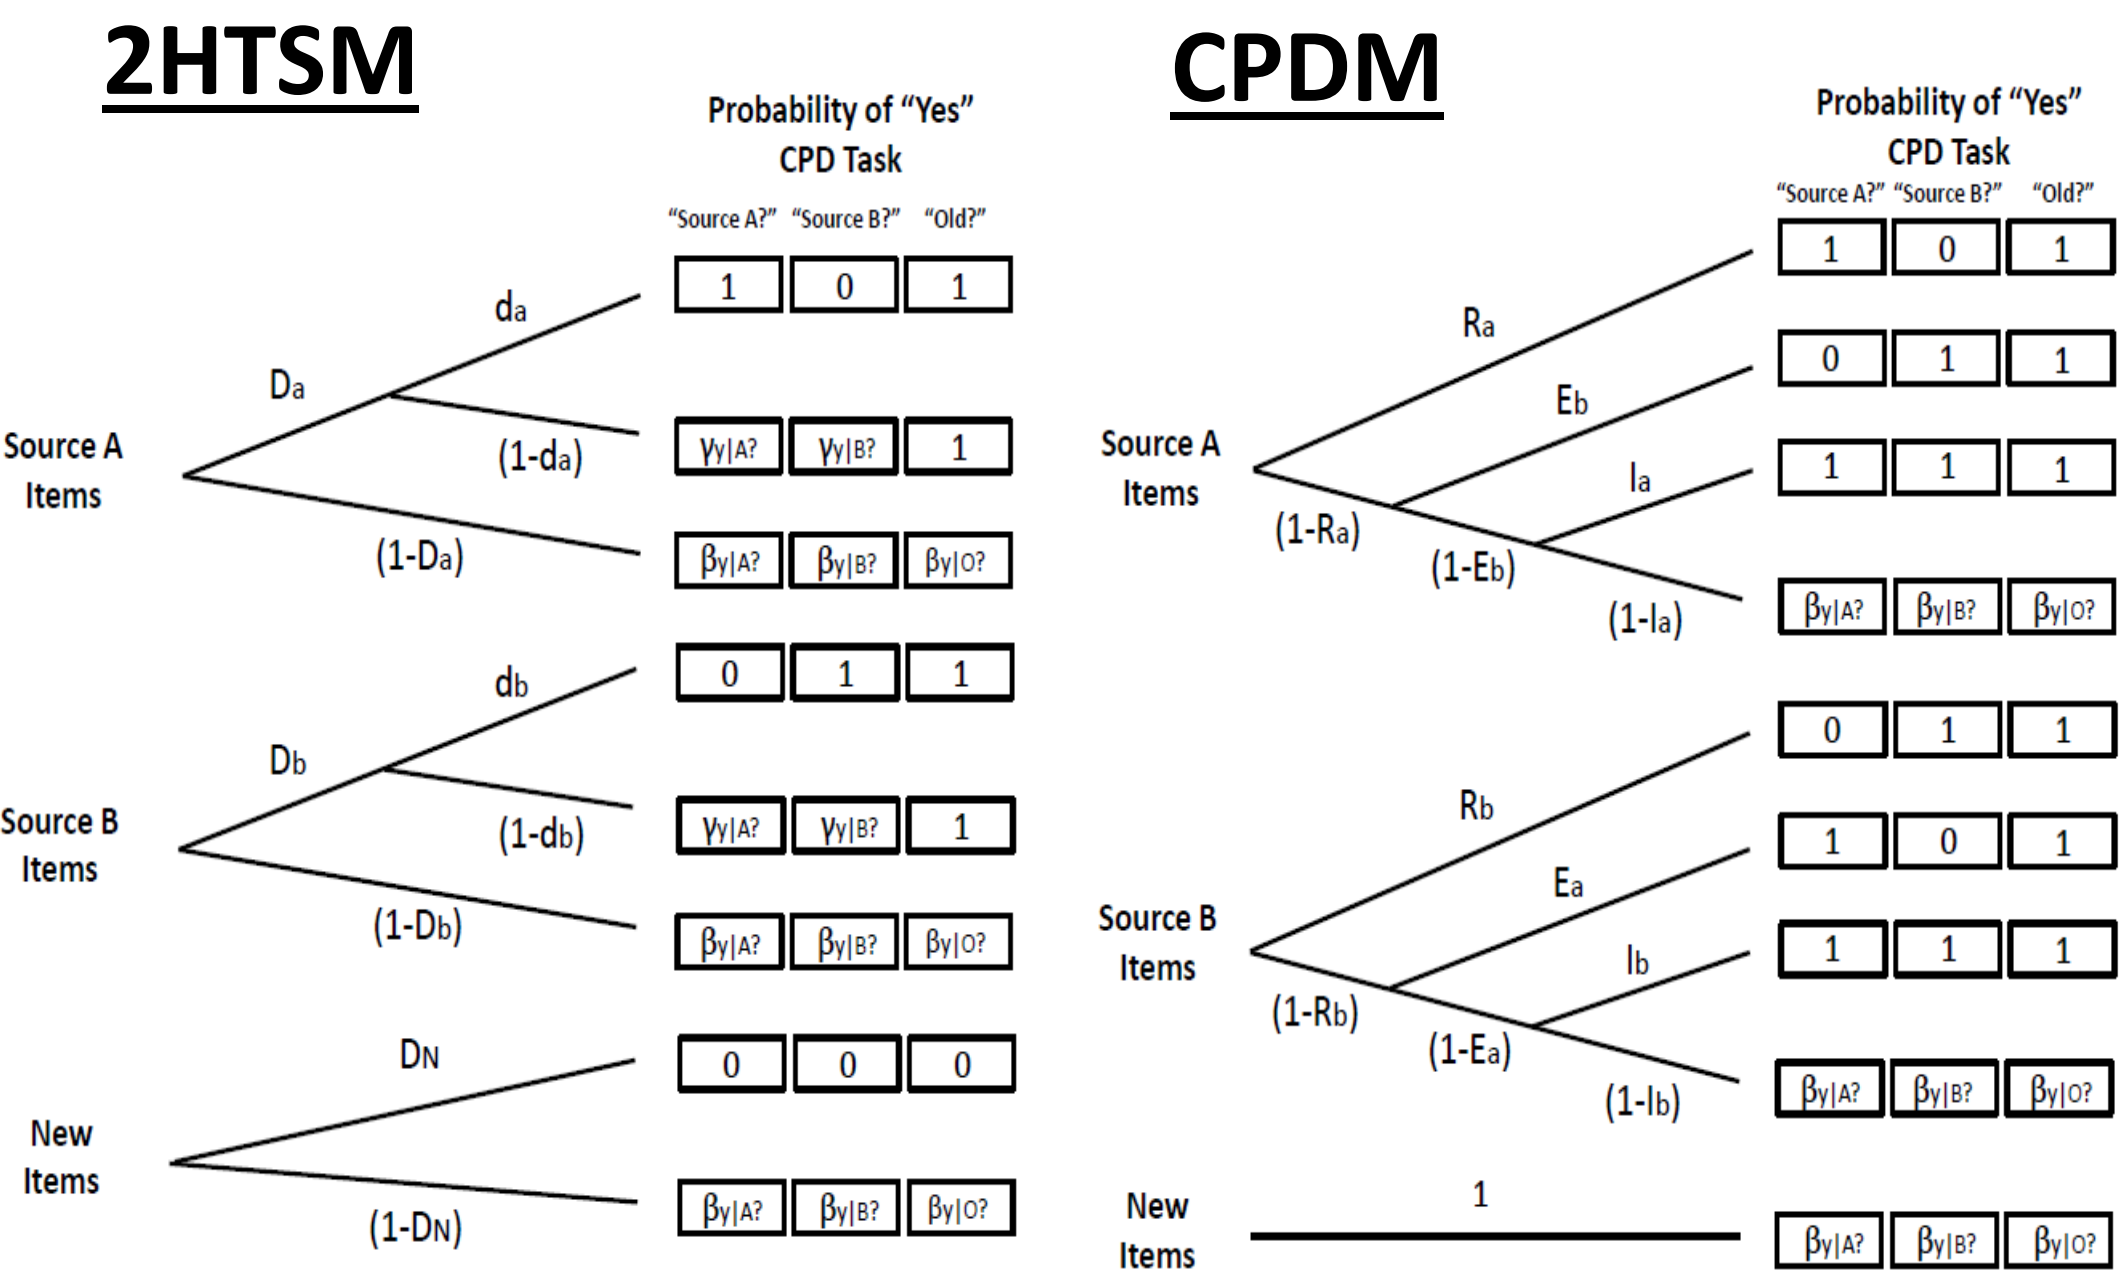 2HTSM
Probability of “Yes”
CPD Task
“Source A?” “Source B?” “Old?”
da
1 0 1
Da
Source A
Items
(1-da)
γy|A? γy|B? 1
(1-Da)
βy|A? βy|B? βy|O?
db
0 1 1
Db
Source B
Items
(1-db)
γy|A? γy|B? 1
(1-Db)
βy|A? βy|B? βy|O?
DN
0 0 0
New
Items
(1-DN)
βy|A? βy|B? βy|O?
CPDM
Probability of “Yes”
CPD Task
“Source A?” “Source B?” “Old?”
1 0 1
Ra
0 1 1
Eb
Source A
Items
Ia
1 1 1
(1-Ra)
(1-Eb)
(1-Ia)
βy|A? βy|B? βy|O?
0 1 1
Rb
1 0 1
Ea
Source B
Items
Ib
1 1 1
(1-Rb)
(1-Ea)
(1-Ib)
βy|A? βy|B? βy|O?
New
Items
1
βy|A? βy|B? βy|O?